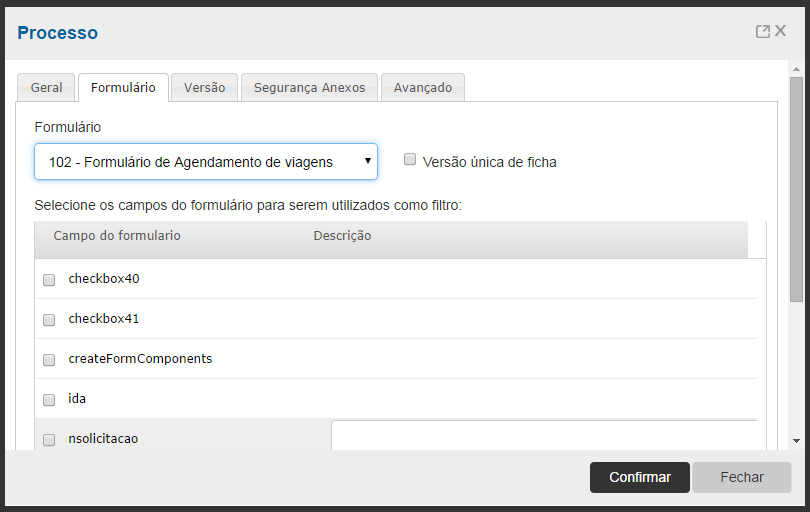 Processo
Geral Formulário Versão Segurança Anexos Avançado
Formulário
102 - Formulário de Agendamento de viagens Versão única de ficha
Selecione os campos do formulário para serem utilizados como filtro:
Campo do formulario Descrição
checkbox40
checkbox41
createFormComponents
ida
nsolicitacao
Confirmar Fechar